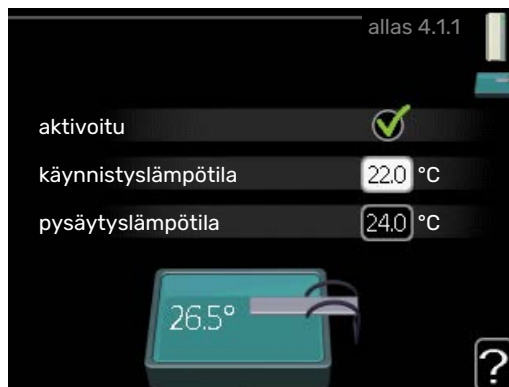 allas 4.1.1
aktivoitu
käynnistyslämpötila 22.0 °C
pysäytyslämpötila 24.0 °C
26.5°
?